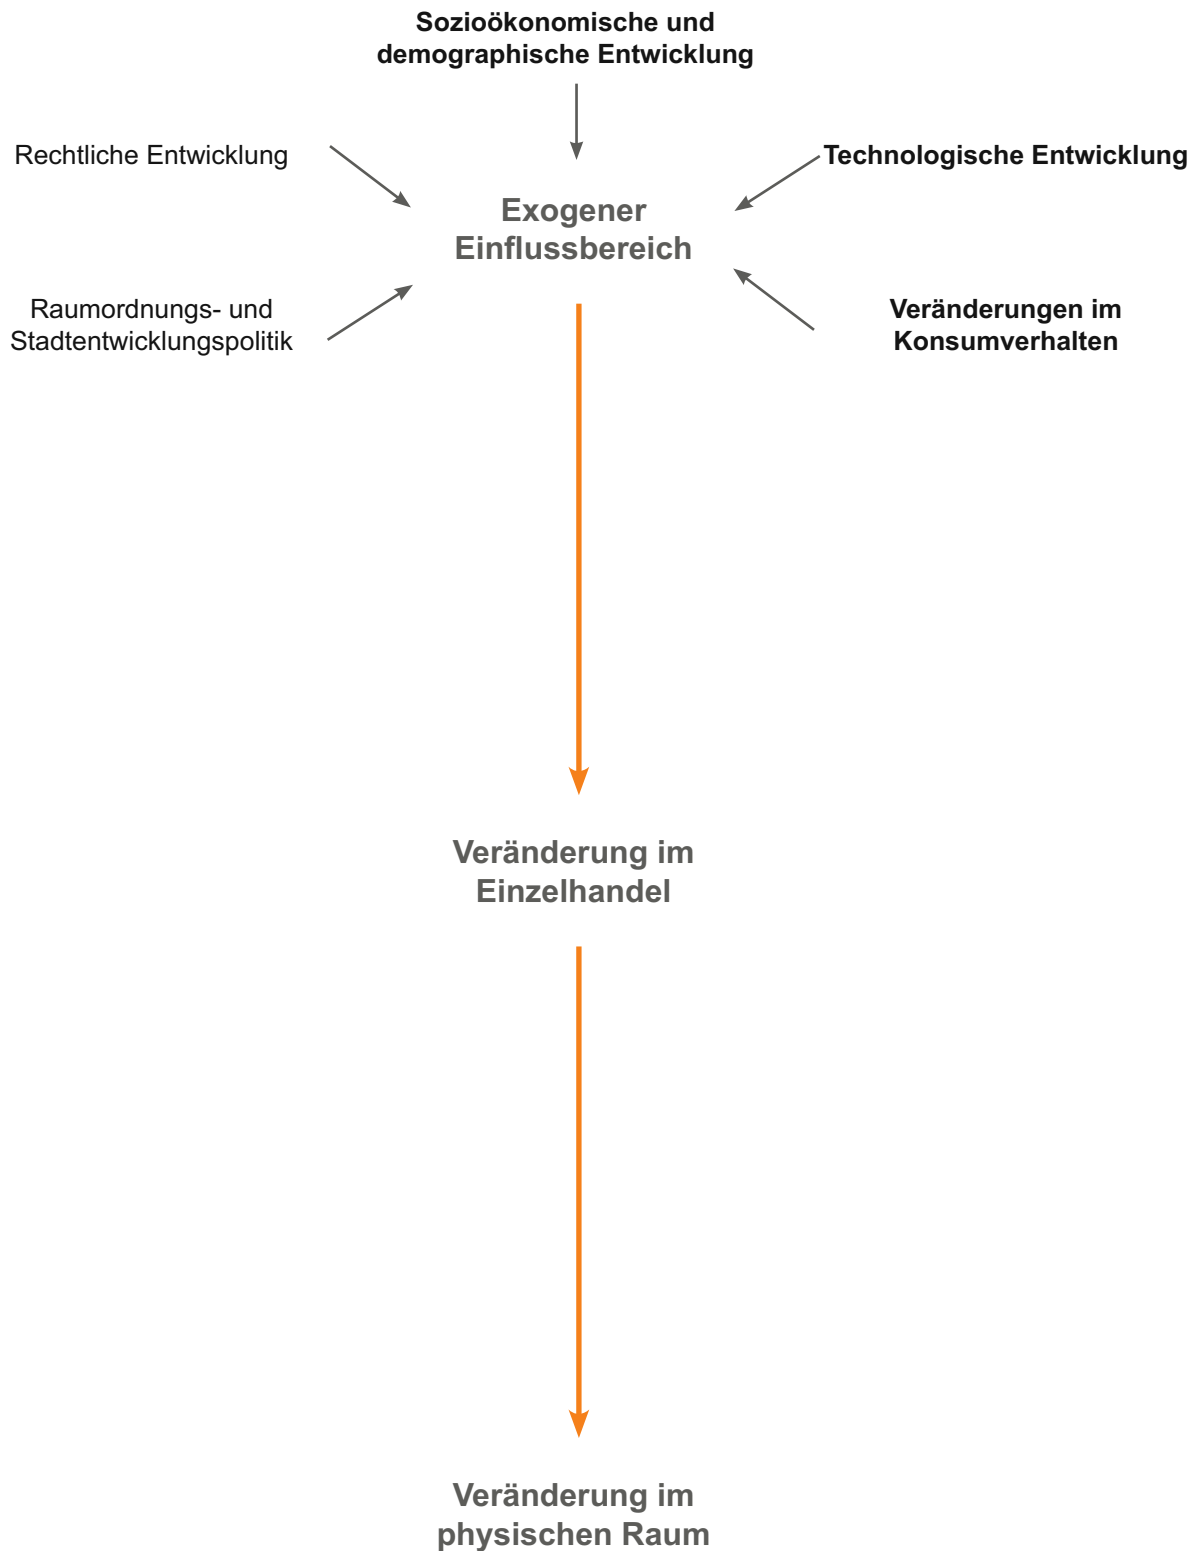 Sozioökonomische und
demographische Entwicklung
Rechtliche Entwicklung
Technologische Entwicklung
Exogener
Einflussbereich
Raumordnungs- und
Stadtentwicklungspolitik
Veränderungen im
Konsumverhalten
Veränderung im
Einzelhandel
Veränderung im
physischen Raum